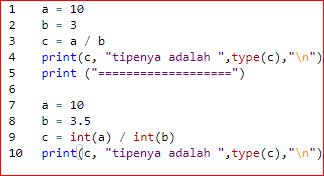 1 a = 10
2 b = 3
3 c = a / b
4 print(c, "tipenya adalah ",type(c),"\n")
5 print ("===================")
6
7 a = 10
8 b = 3.5
9 c = int(a) / int(b)
10 print(c, "tipenya adalah ",type(c),"\n")